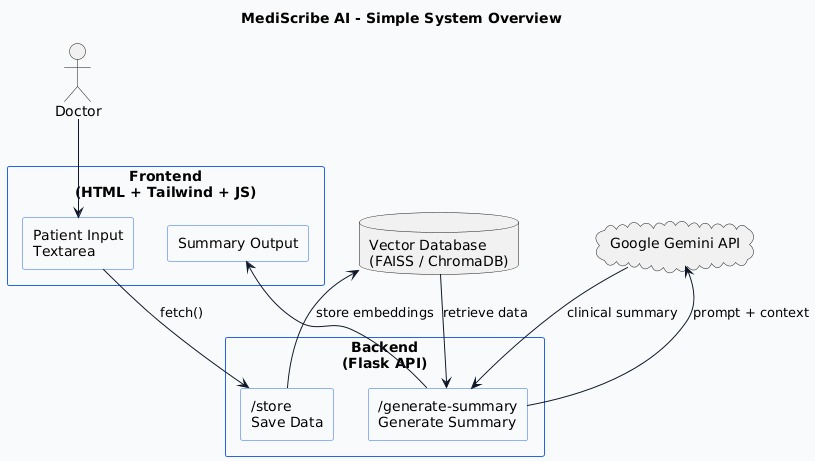 MediScribe AI - Simple System Overview
Doctor
Frontend
(HTML + Tailwind + JS)
Patient Input
Textarea
Summary Output
Vector Database
(FAISS / ChromaDB)
Google Gemini API
fetch()
store embeddings
retrieve data
clinical summary
prompt + context
Backend
(Flask API)
/store
Save Data
/generate-summary
Generate Summary